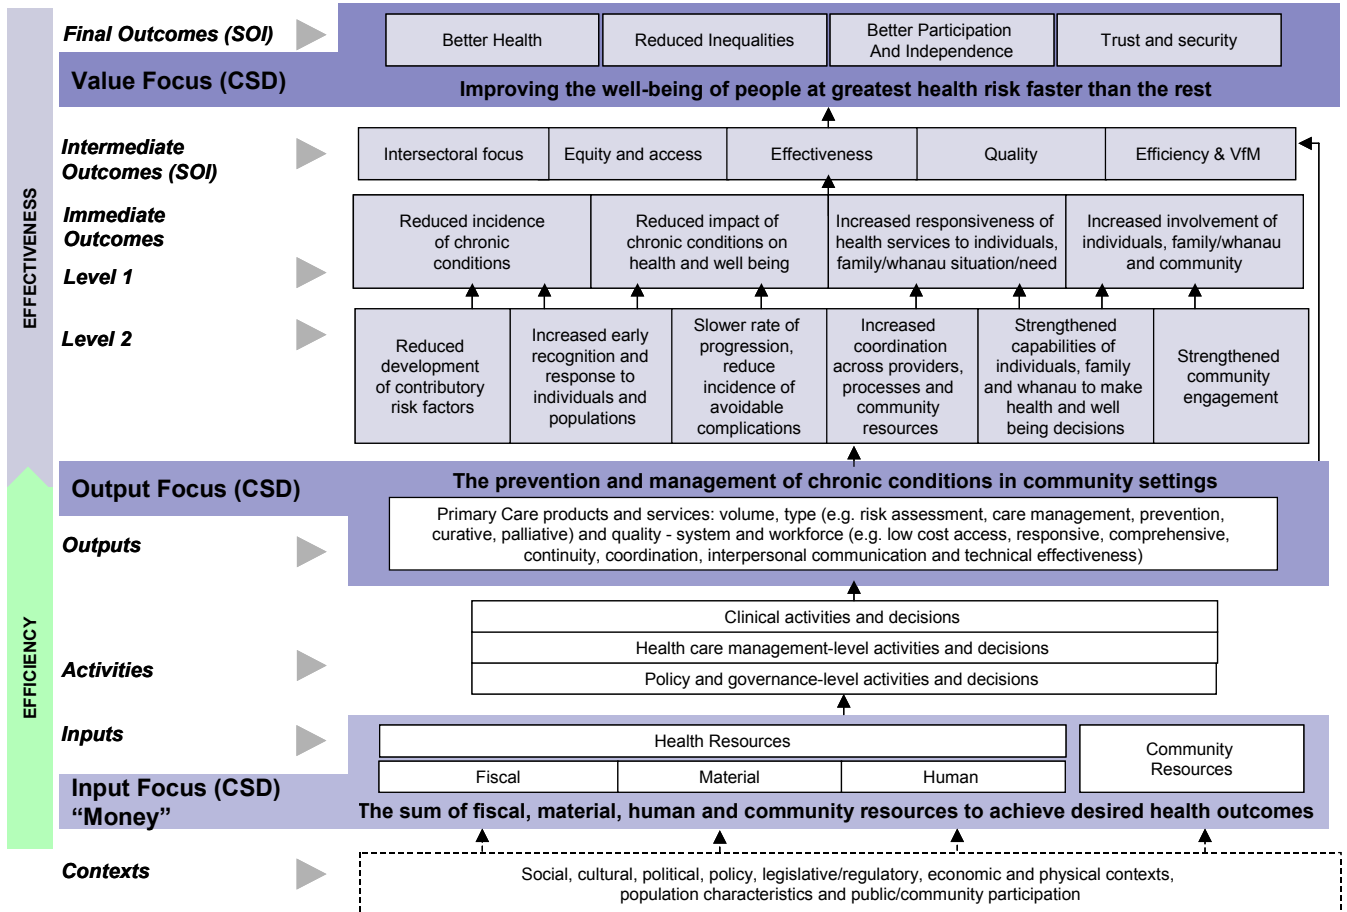 Final Outcomes (SOI)
Better Health
Reduced Inequalities
Better Participation
And Independence
Trust and security
Value Focus (CSD)
Improving the well-being of people at greatest health risk faster than the rest
Intermediate
Outcomes (SOI)
Intersectoral focus
Equity and access
Effectiveness
Quality
Efficiency & VfM
EFFECTIVENESS
Immediate
Outcomes
Level 1
Reduced incidence
of chronic
conditions
Reduced impact of
chronic conditions on
health and well being
Increased responsiveness of
health services to individuals,
family/whanau situation/need
Increased involvement of
individuals, family/whanau
and community
Level 2
Reduced
development
of contributory
risk factors
Increased early
recognition and
response to
individuals and
populations
Slower rate of
progression,
reduce
incidence of
avoidable
complications
Increased
coordination
across providers,
processes and
community
resources
Strengthened
capabilities of
individuals, family
and whanau to make
health and well
being decisions
Strengthened
community
engagement
Output Focus (CSD)
The prevention and management of chronic conditions in community settings
Outputs
Primary Care products and services: volume, type (e.g. risk assessment, care management, prevention,
curative, palliative) and quality - system and workforce (e.g. low cost access, responsive, comprehensive,
continuity, coordination, interpersonal communication and technical effectiveness)
EFFICIENCY
Activities
Clinical activities and decisions
Health care management-level activities and decisions
Policy and governance-level activities and decisions
Inputs
Health Resources
Fiscal
Material
Human
Community
Resources
Input Focus (CSD)
“Money”
The sum of fiscal, material, human and community resources to achieve desired health outcomes
Contexts
Social, cultural, political, policy, legislative/regulatory, economic and physical contexts,
population characteristics and public/community participation